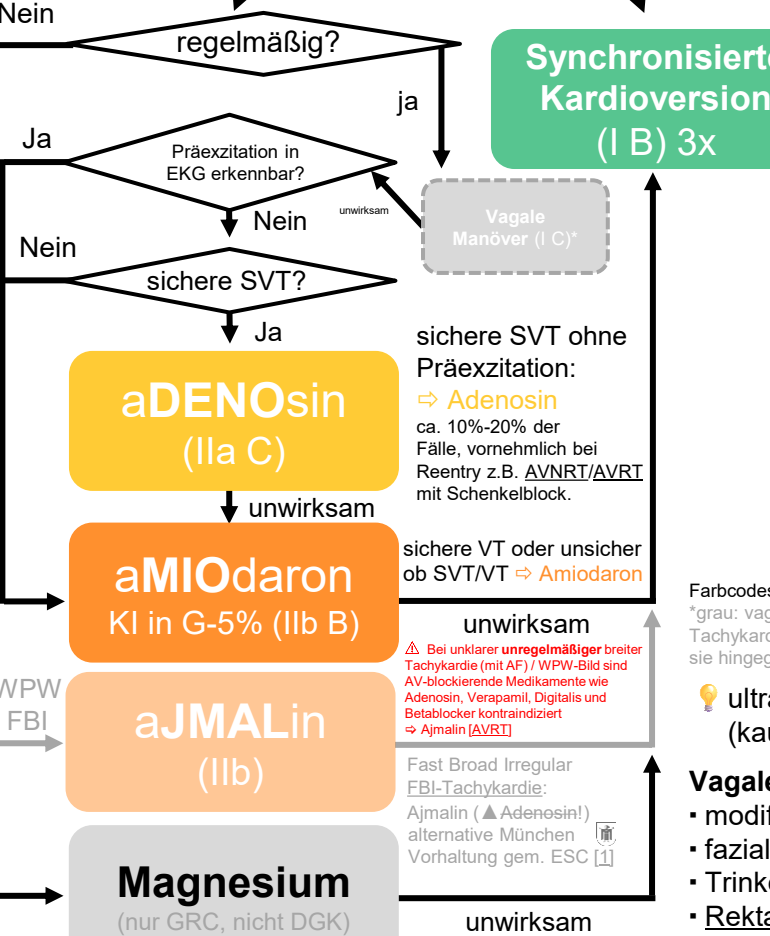 Nein
regelmäßig?
ja
Synchronisierte
Kardioversion
(I B) 3x
Ja
Präexzitation in
EKG erkennbar?
unwirksam
Vagale
Manöver (I C)*
Nein
Nein
sichere SVT?
Ja
aDENOsin
(IIa C)
sichere SVT ohne
Präexzitation:
⇨ Adenosin
ca. 10%-20% der
Fälle, vornehmlich bei
Reentry z.B. AVNRT/AVRT
mit Schenkelblock.
unwirksam
aMIOdaron
KI in G-5% (IIb B)
sichere VT oder unsicher
ob SVT/VT ⇨ Amiodaron
unwirksam
⚠ Bei unklarer unregelmäßiger breiter
Tachykardie (mit AF) / WPW-Bild sind
AV-blockierende Medikamente wie
Adenosin, Verapamil, Digitalis und
Betablocker kontraindiziert
⇨ Ajmalin [AVRT]
WPW
FBI
aJMALin
(IIb)
Fast Broad Irregular
FBI-Tachykardie:
Ajmalin (▲Adenosin!)
alternative München
Vorhaltung gem. ESC [1]
Magnesium
(nur GRC, nicht DGK)
unwirksam
Farbcodes
*grau: vag
Tachykard
sie hingeg
ultra
(kau
Vagale
▪ modif
▪ fazial
▪ Trinke
▪ Rekta